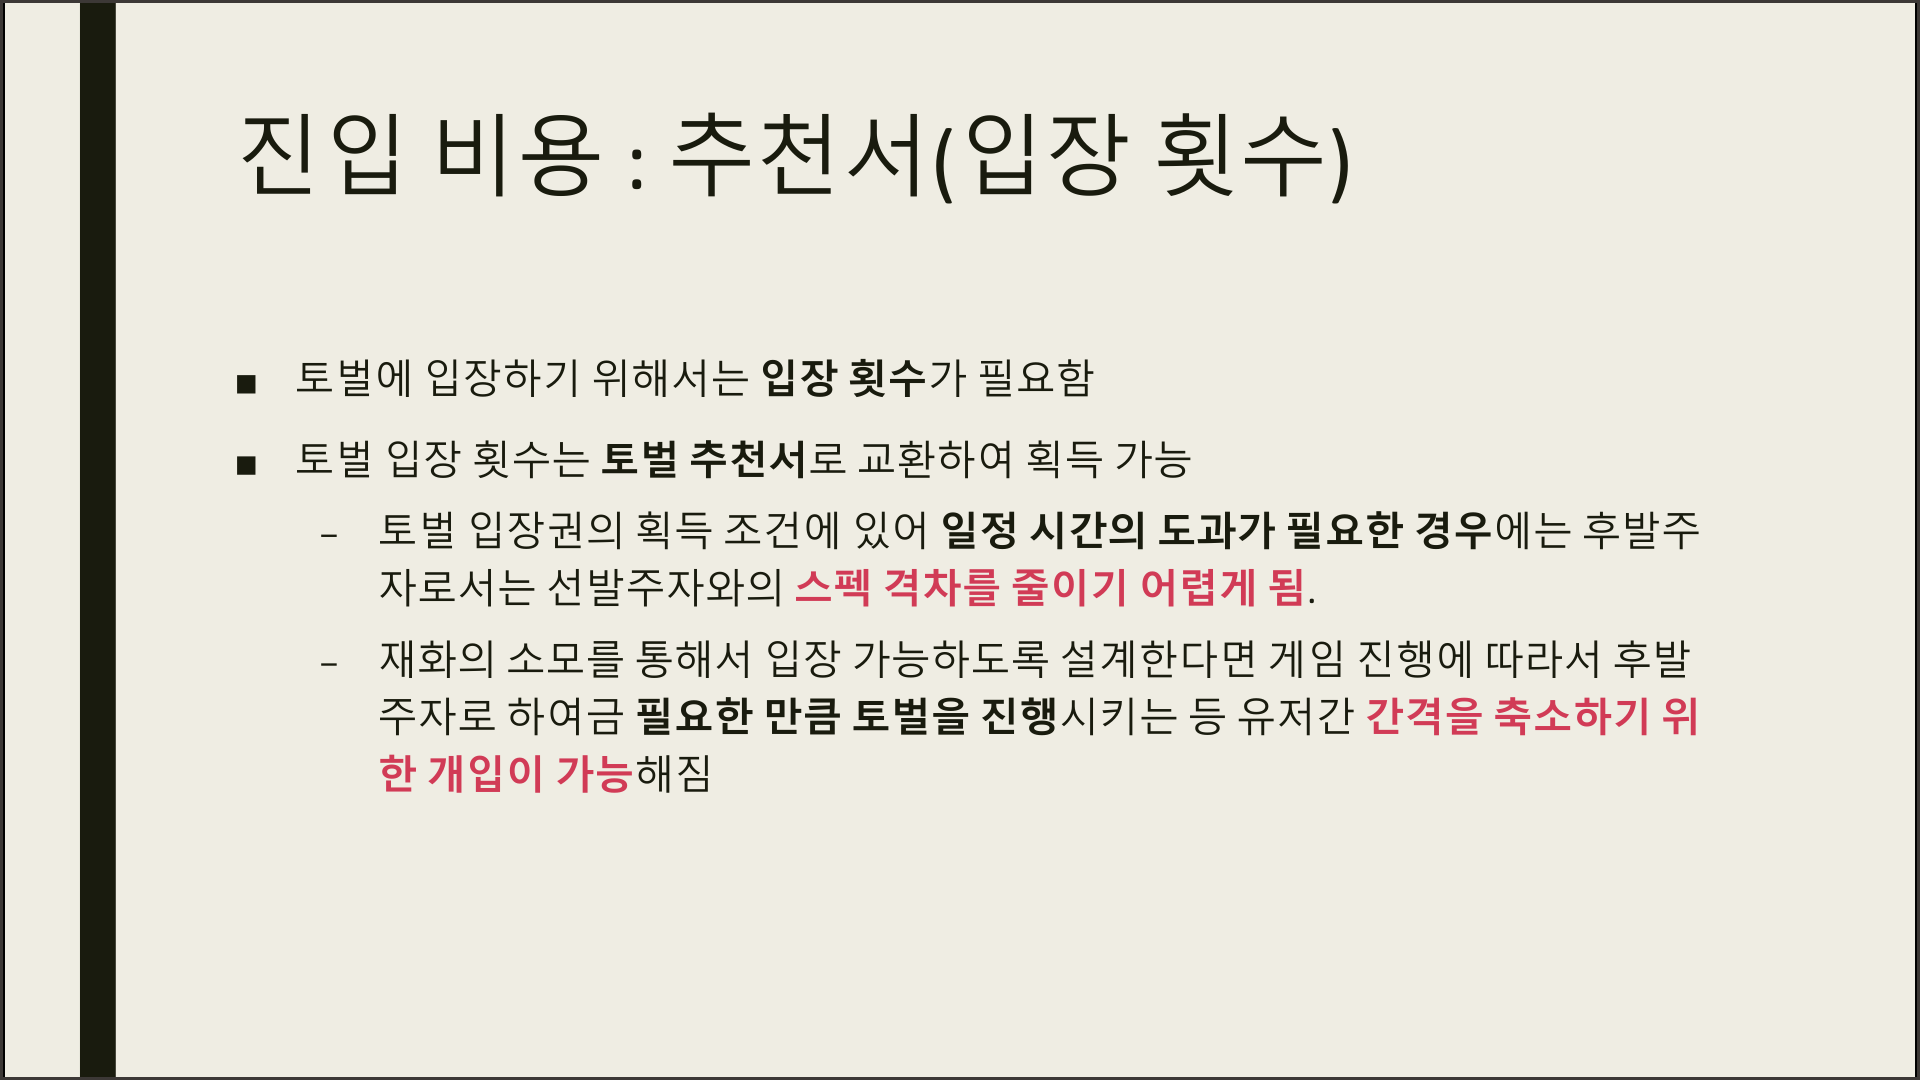 진입 비용 : 추천서(입장 횟수)
■ 토벌에 입장하기 위해서는 입장 횟수가 필요함
■ 토벌 입장 횟수는 토벌 추천서로 교환하여 획득 가능
– 토벌 입장권의 획득 조건에 있어 일정 시간의 도과가 필요한 경우에는 후발주
자로서는 선발주자와의 스펙 격차를 줄이기 어렵게 됨.
– 재화의 소모를 통해서 입장 가능하도록 설계한다면 게임 진행에 따라서 후발
주자로 하여금 필요한 만큼 토벌을 진행시키는 등 유저간 간격을 축소하기 위
한 개입이 가능해짐